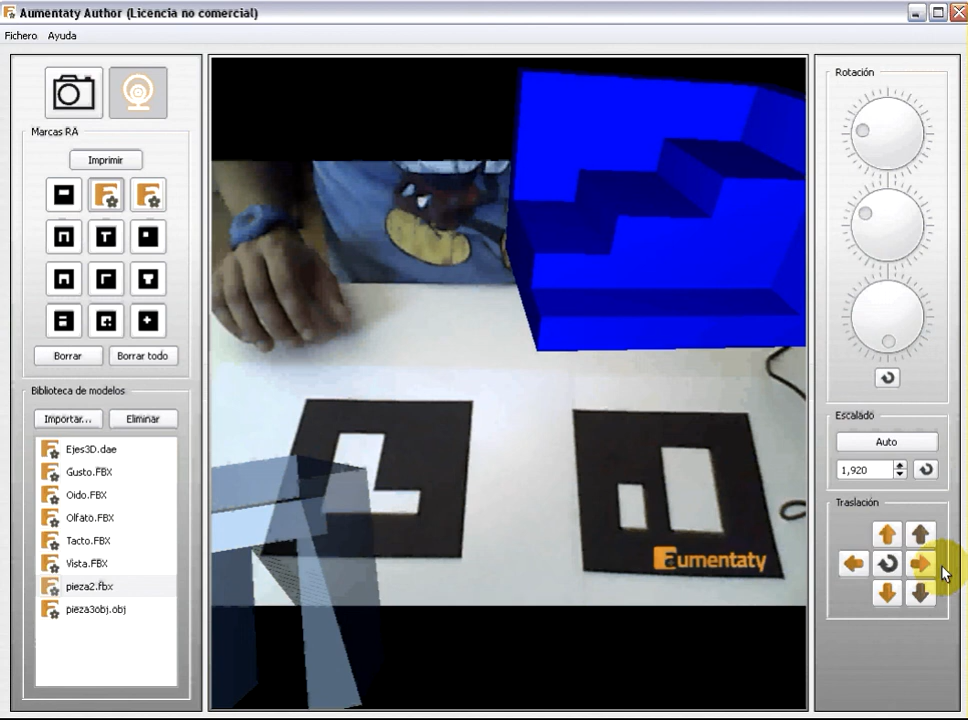 Aumentaty Author (Licencia no comercial)
Fichero Ayuda
Marcas RA
Imprimir
Borrar
Borrar todo
Biblioteca de modelos
Importar...
Eliminar
Ejes3D.dae
Gusto.FBX
Oido.FBX
Olfato.FBX
Tacto.FBX
Vista.FBX
pieza2.fbx
pieza3obj.obj
aumentaty
Rotación
Escalado
Auto
1,920
Traslación